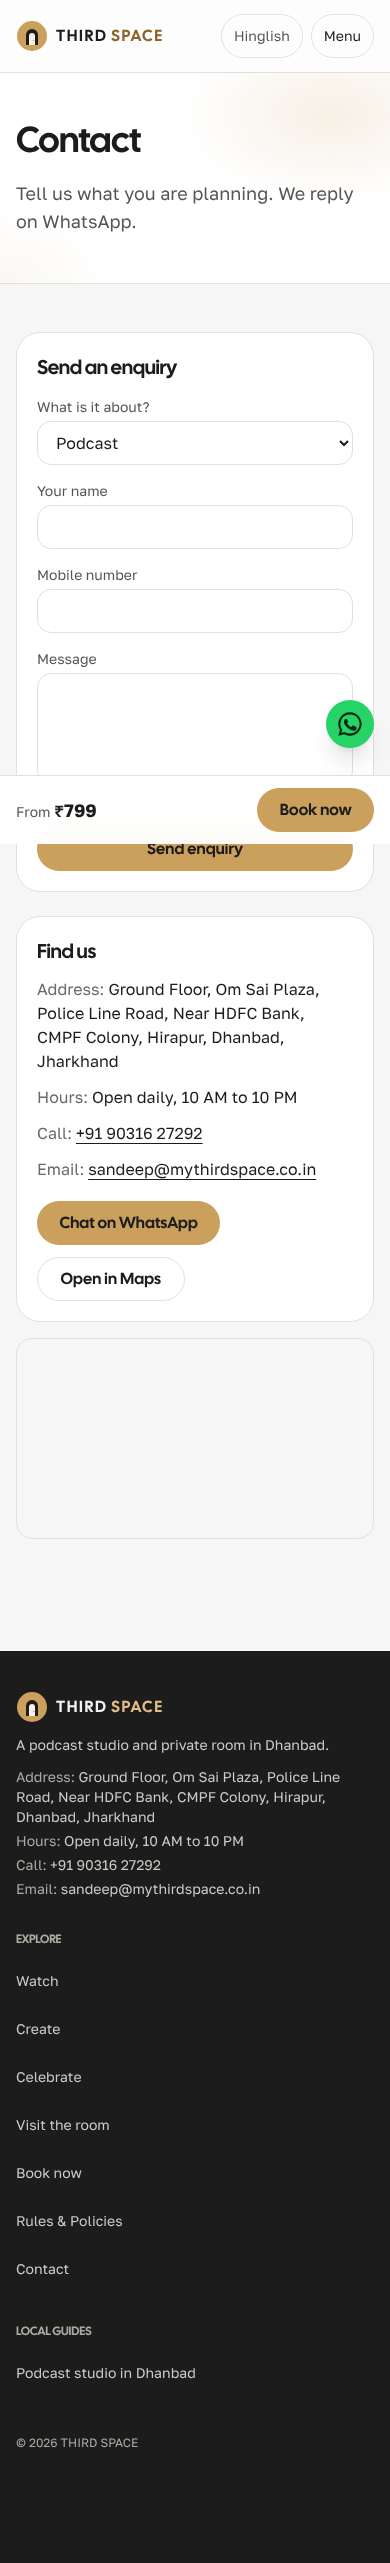 THIRD SPACE
Hinglish
Menu
Contact
Tell us what you are planning. We reply
on WhatsApp.
Send an enquiry
What is it about?
Podcast
Your name
Mobile number
Message
From ₹799
Book now
Send enquiry
Find us
Address: Ground Floor, Om Sai Plaza,
Police Line Road, Near HDFC Bank,
CMPF Colony, Hirapur, Dhanbad,
Jharkhand
Hours: Open daily, 10 AM to 10 PM
Call: +91 90316 27292
Email: sandeep@mythirdspace.co.in
Chat on WhatsApp
Open in Maps
THIRD SPACE
A podcast studio and private room in Dhanbad.
Address: Ground Floor, Om Sai Plaza, Police Line
Road, Near HDFC Bank, CMPF Colony, Hirapur,
Dhanbad, Jharkhand
Hours: Open daily, 10 AM to 10 PM
Call: +91 90316 27292
Email: sandeep@mythirdspace.co.in
EXPLORE
Watch
Create
Celebrate
Visit the room
Book now
Rules & Policies
Contact
LOCAL GUIDES
Podcast studio in Dhanbad
© 2026 THIRD SPACE